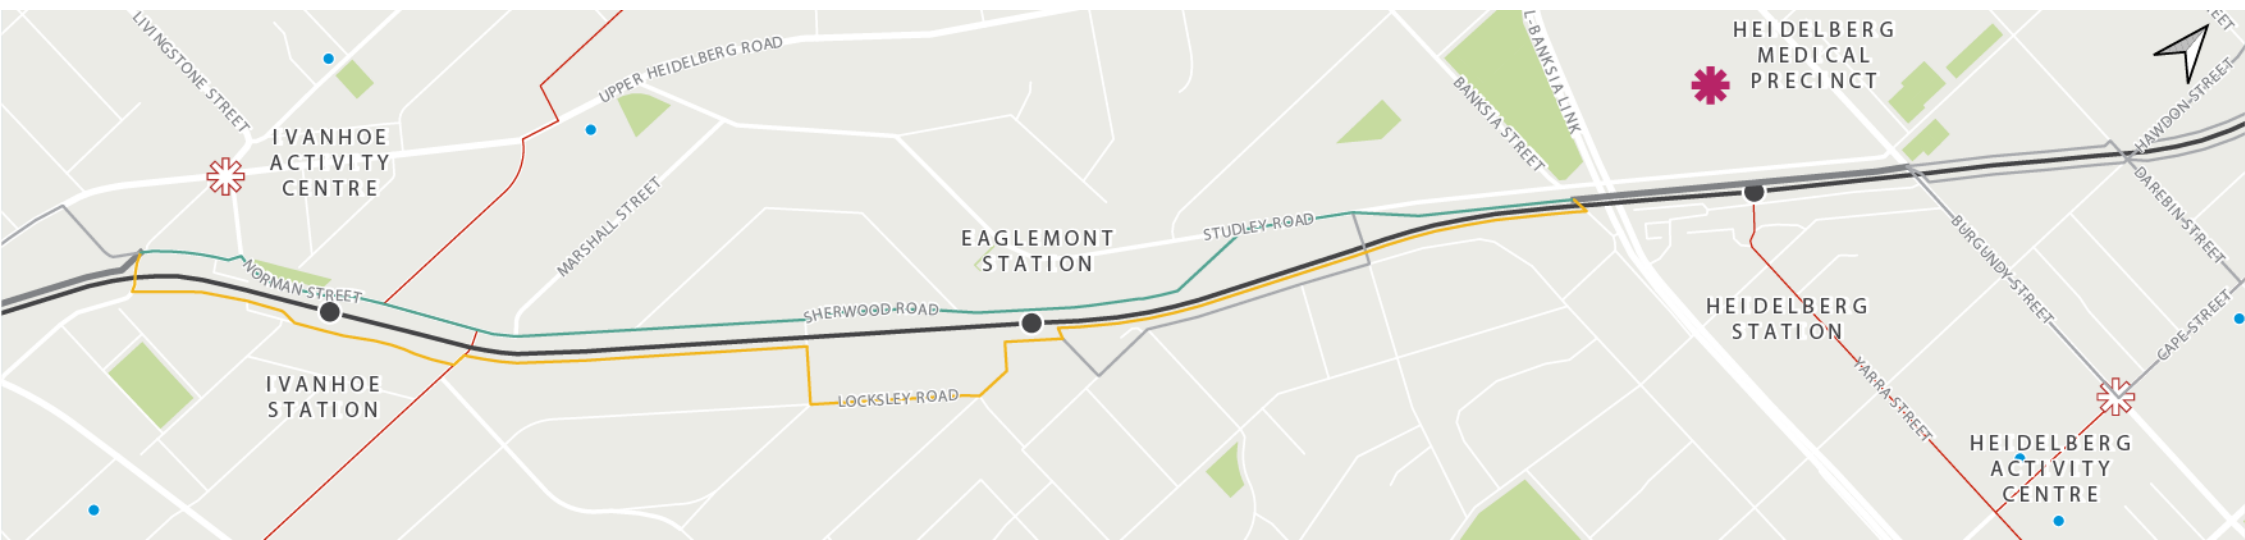 LIVINGSTONE STREET
UPPER HEIDELBERG ROAD
IVANHOE
ACTIVITY
CENTRE
MARSHALL STREET
NORMAN STREET
IVANHOE
STATION
SHERWOOD ROAD
LOCKSLEY ROAD
EAGLEMONT
STATION
STUDLEY ROAD
BANKSIA STREET
L-BANKSIA LINK
HEIDELBERG
MEDICAL
PRECINCT
HAWDON STREET
DAREBIN STREET
BURGUNDY STREET
CAPE STREET
HEIDELBERG
STATION
YARRA STREET
HEIDELBERG
ACTIVITY
CENTRE